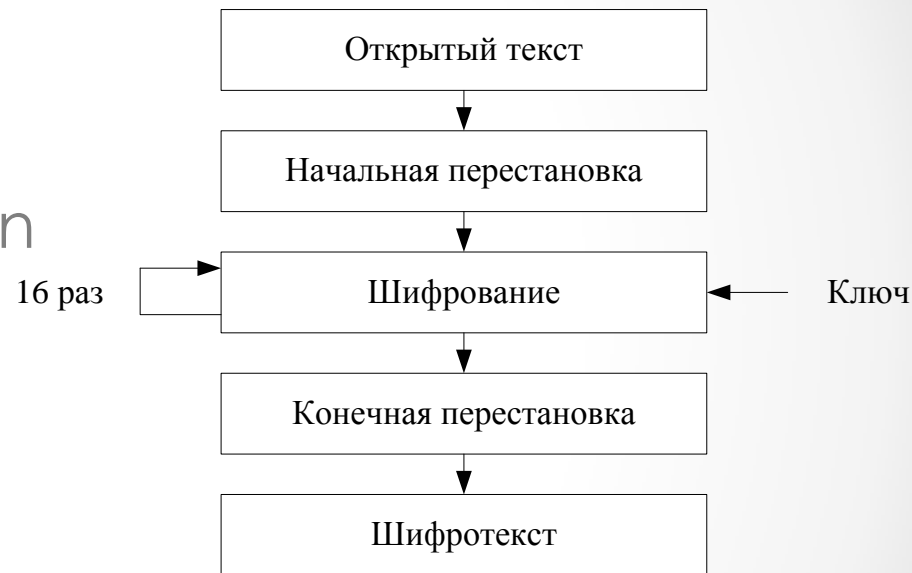 Открытый текст
Начальная перестановка
n
16 раз
Шифрование
Ключ
Конечная перестановка
Шифротекст